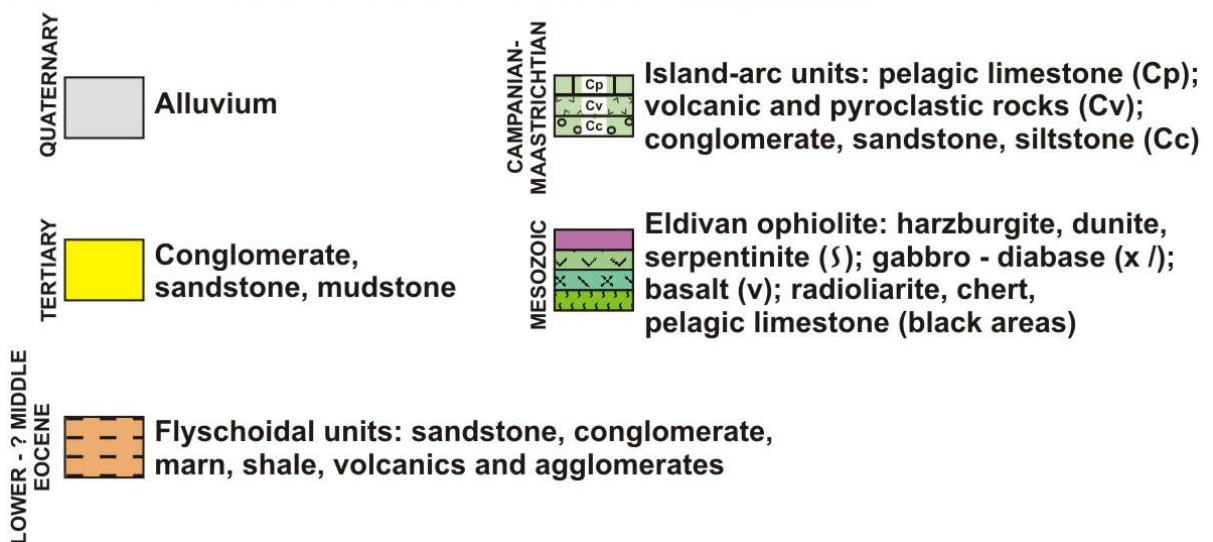 QUATERNARY
Alluvium
TERTIARY
Conglomerate,
sandstone, mudstone
LOWER - ? MIDDLE
EOCENE
Flyschoidal units: sandstone, conglomerate,
marn, shale, volcanics and agglomerates
CAMPANIAN-
MAASTRICHTIAN
Cp
Cv
Cc
Island-arc units: pelagic limestone (Cp);
volcanic and pyroclastic rocks (Cv);
conglomerate, sandstone, siltstone (Cc)
MESOZOIC
Eldivan ophiolite: harzburgite, dunite,
serpentinite (ᔕ); gabbro - diabase (x /);
basalt (v); radioliarite, chert,
pelagic limestone (black areas)